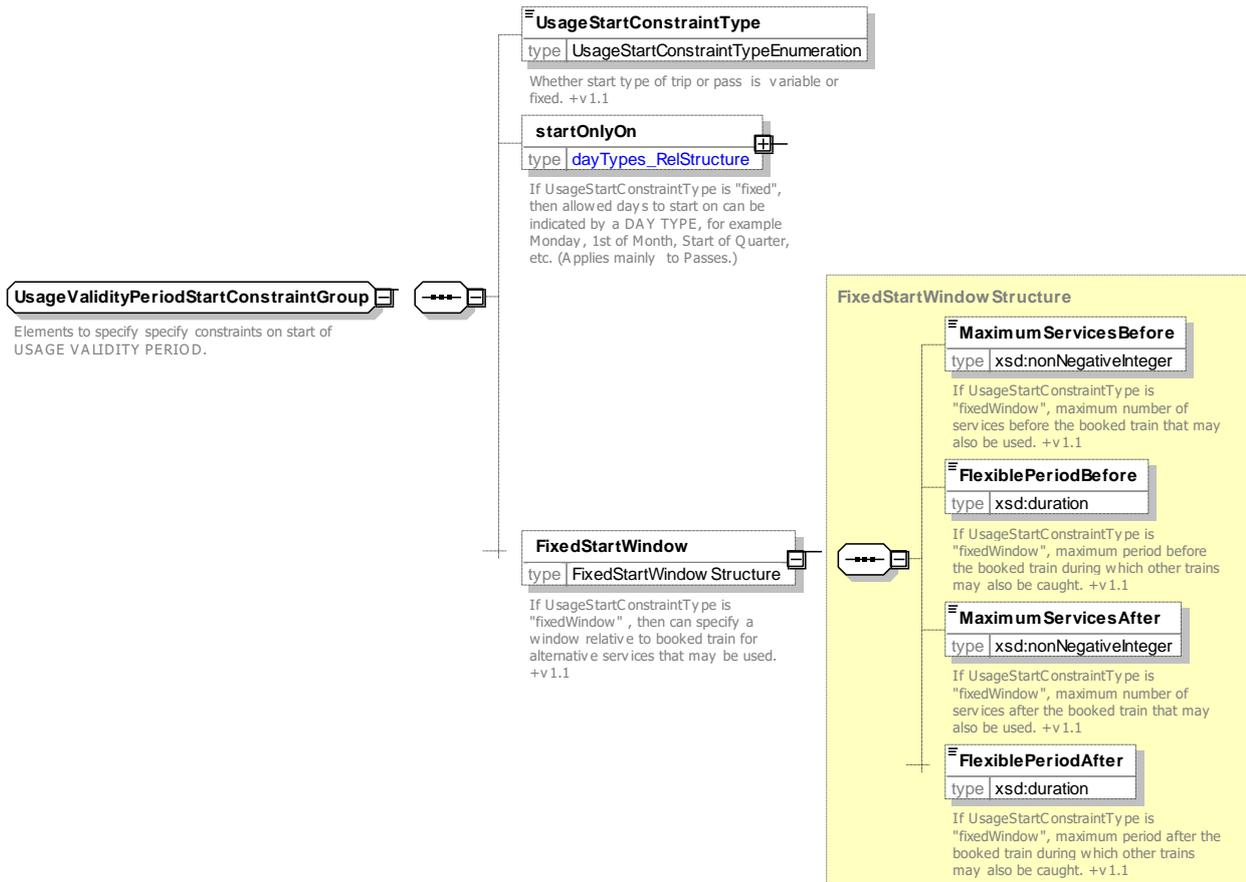 UsageStartConstraintType
type UsageStartConstraintTypeEnumeration
Whether start type of trip or pass is variable or
fixed. +v1.1
startOnlyOn
type dayTypes_RelStructure
If UsageStartConstraintType is "fixed",
then allowed days to start on can be
indicated by a DAY TYPE, for example
Monday, 1st of Month, Start of Quarter,
etc. (Applies mainly to Passes.)
UsageValidityPeriodStartConstraintGroup
Elements to specify specify constraints on start of
USAGE VALIDITY PERIOD.
FixedStartWindow
type FixedStartWindowStructure
If UsageStartConstraintType is
"fixedWindow" , then can specify a
window relative to booked train for
alternative services that may be used.
+v1.1
FixedStartWindowStructure
MaximumServicesBefore
type xsd:nonNegativeInteger
If UsageStartConstraintType is
"fixedWindow", maximum number of
services before the booked train that may
also be used. +v1.1
FlexiblePeriodBefore
type xsd:duration
If UsageStartConstraintType is
"fixedWindow", maximum period before
the booked train during which other trains
may also be caught. +v1.1
MaximumServicesAfter
type xsd:nonNegativeInteger
If UsageStartConstraintType is
"fixedWindow", maximum number of
services after the booked train that may
also be used. +v1.1
FlexiblePeriodAfter
type xsd:duration
If UsageStartConstraintType is
"fixedWindow", maximum period after the
booked train during which other trains
may also be caught. +v1.1